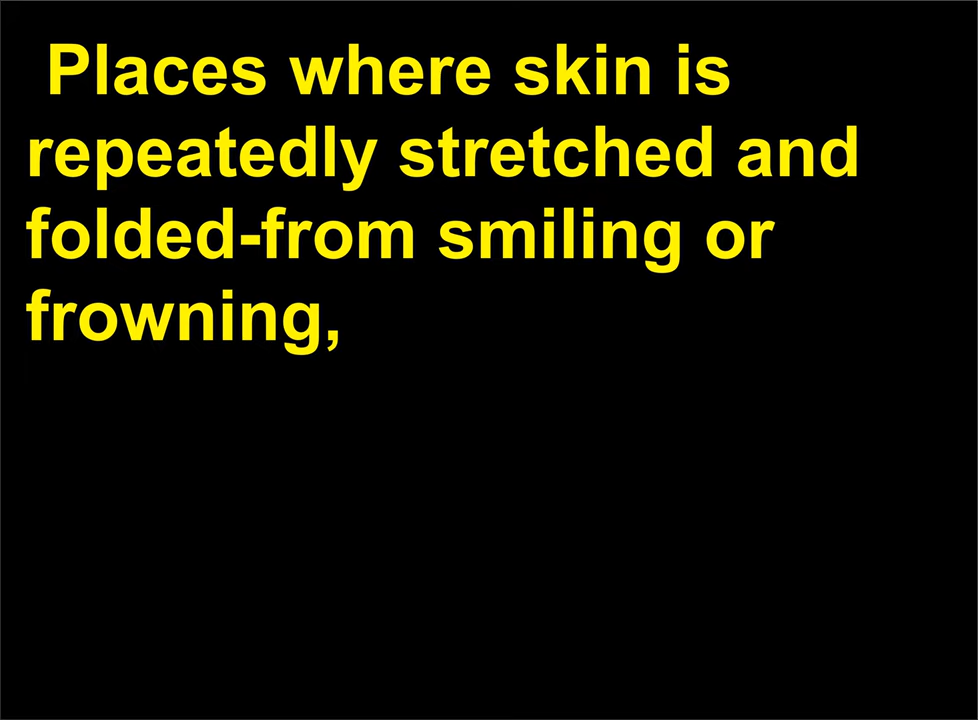 Places where skin is
repeatedly stretched and
folded-from smiling or
frowning,